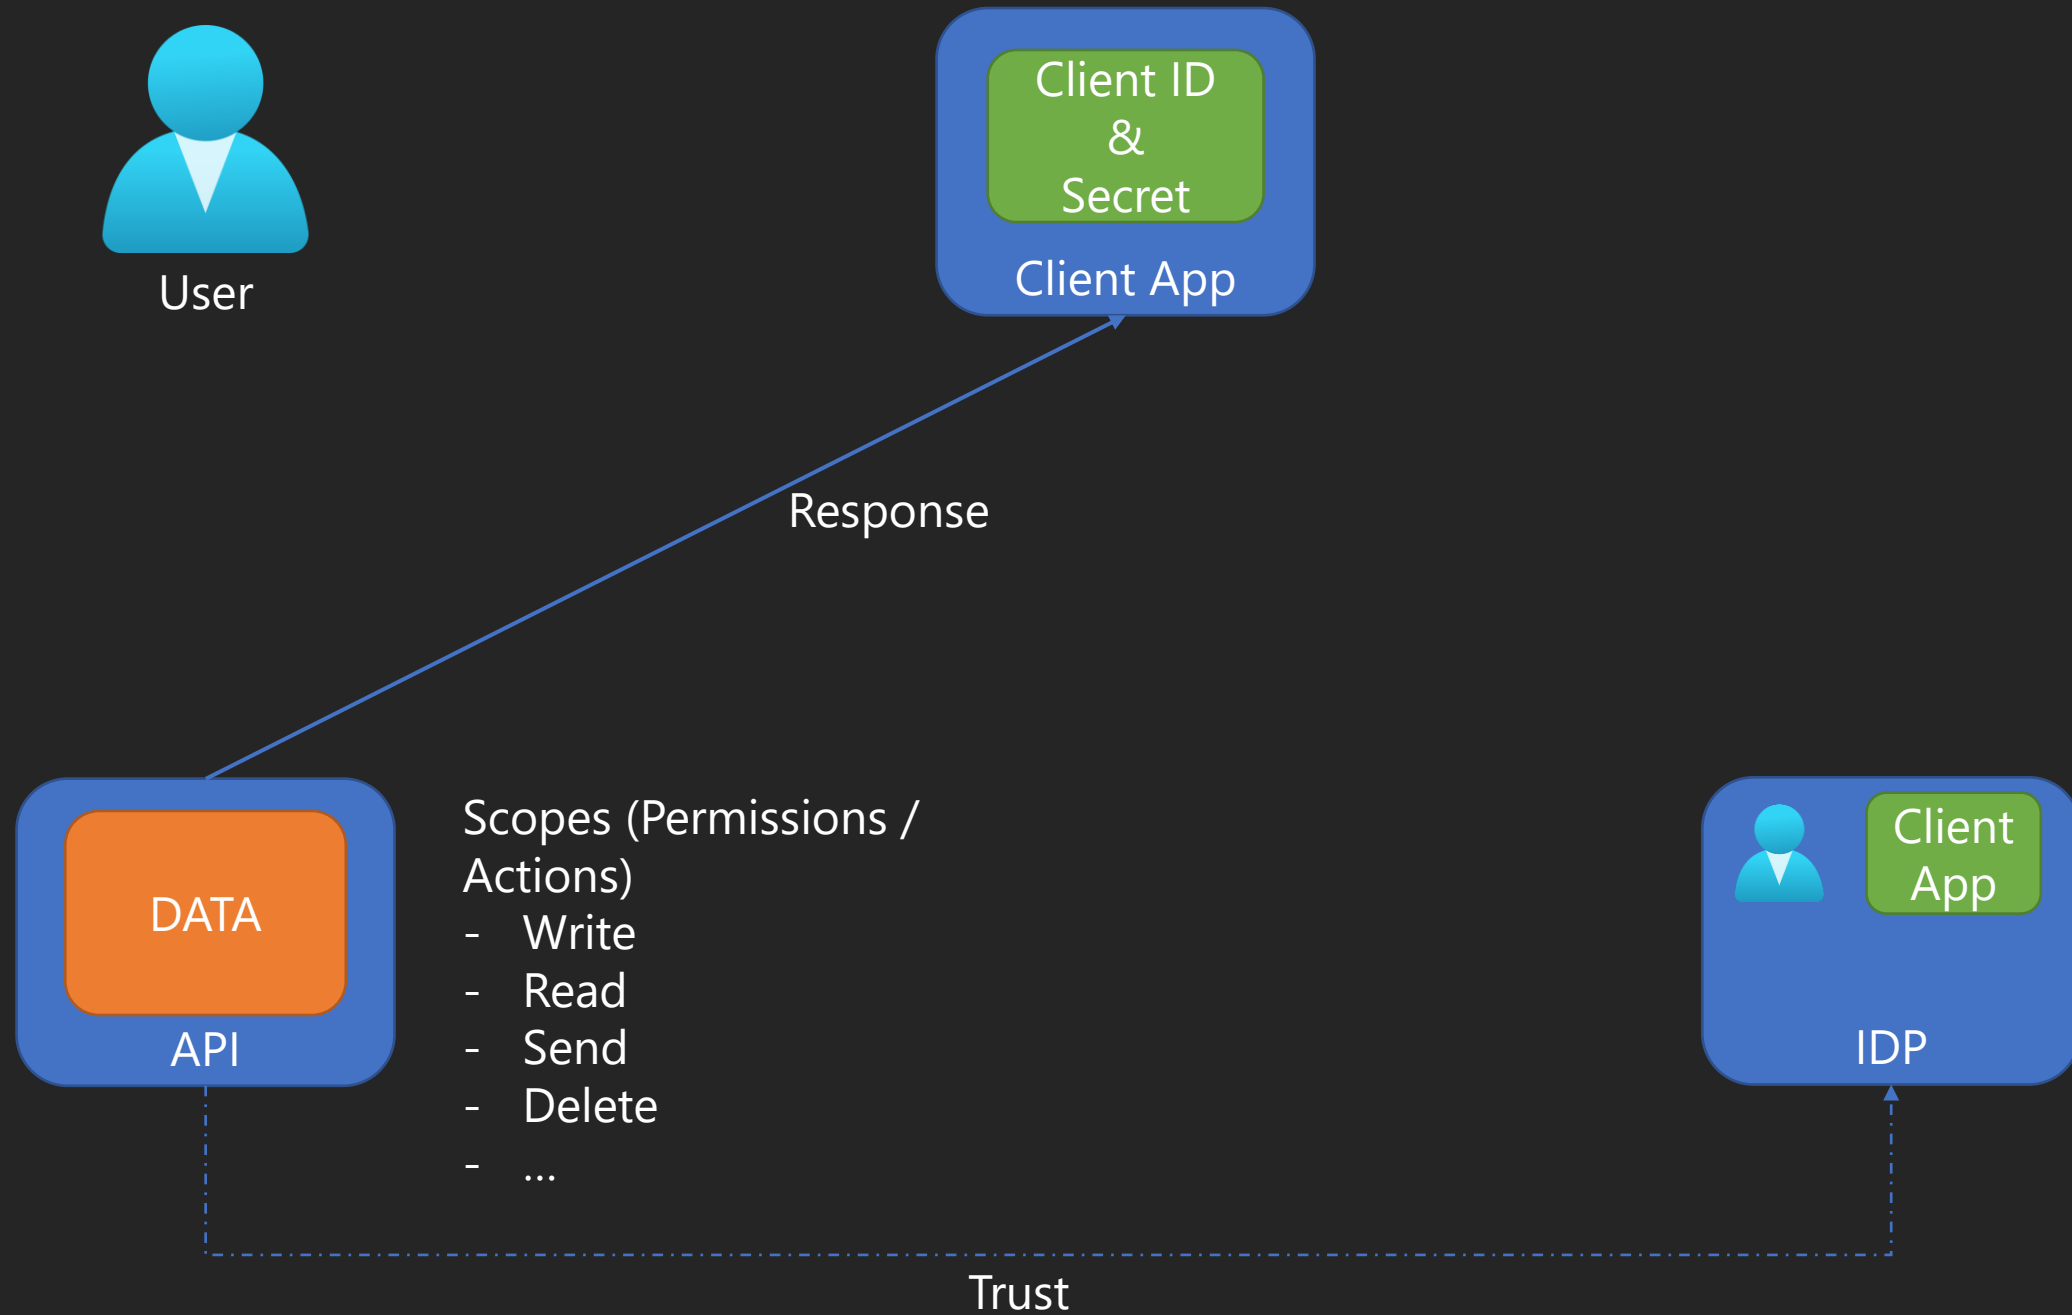 Client ID
&
Secret
Client App
User
Response
Scopes (Permissions /
Actions)
- Write
- Read
- Send
- Delete
- ...
DATA
API
Client
App
IDP
Trust